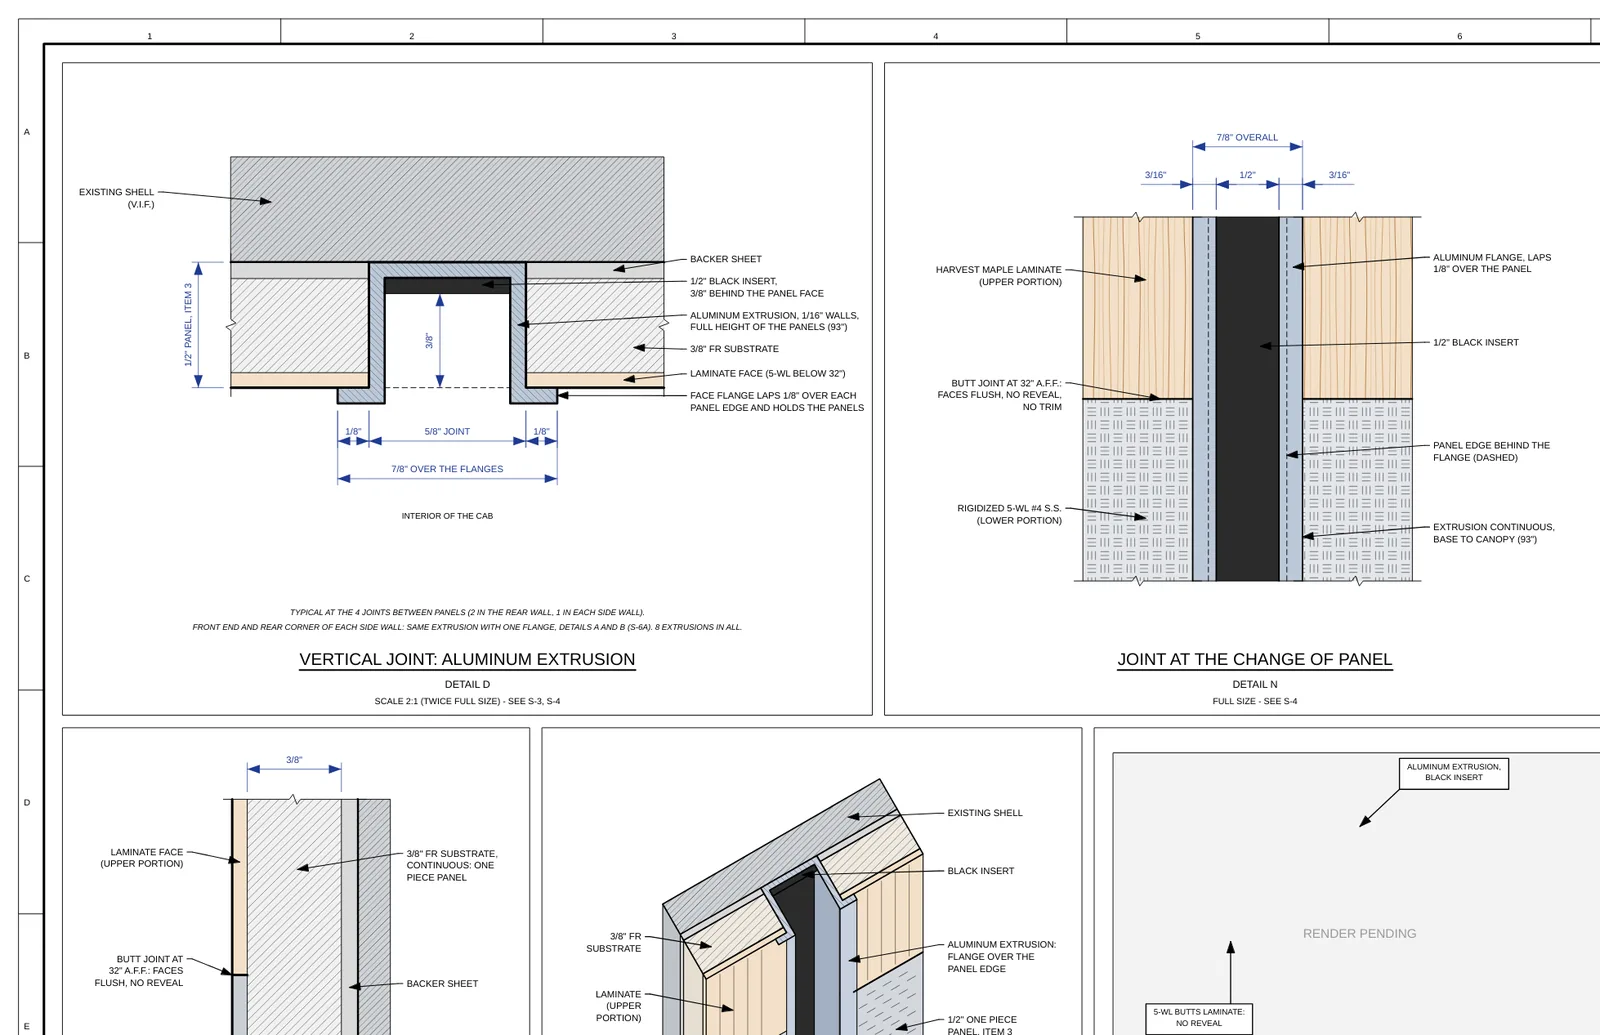 1 2 3 4 5 6
A
B
C
D
E
EXISTING SHELL
(V.I.F.)
1/2" PANEL, ITEM 3
3/8"
BACKER SHEET
1/2" BLACK INSERT,
3/8" BEHIND THE PANEL FACE
ALUMINUM EXTRUSION, 1/16" WALLS,
FULL HEIGHT OF THE PANELS (93")
3/8" FR SUBSTRATE
LAMINATE FACE (5-WL BELOW 32")
FACE FLANGE LAPS 1/8" OVER EACH
PANEL EDGE AND HOLDS THE PANELS
1/8" 5/8" JOINT 1/8"
7/8" OVER THE FLANGES
INTERIOR OF THE CAB
TYPICAL AT THE 4 JOINTS BETWEEN PANELS (2 IN THE REAR WALL, 1 IN EACH SIDE WALL).
FRONT END AND REAR CORNER OF EACH SIDE WALL: SAME EXTRUSION WITH ONE FLANGE, DETAILS A AND B (S-6A). 8 EXTRUSIONS IN ALL.
VERTICAL JOINT: ALUMINUM EXTRUSION
DETAIL D
SCALE 2:1 (TWICE FULL SIZE) - SEE S-3, S-4
7/8" OVERALL
3/16" 1/2" 3/16"
HARVEST MAPLE LAMINATE
(UPPER PORTION)
BUTT JOINT AT 32" A.F.F.:
FACES FLUSH, NO REVEAL,
NO TRIM
RIGIDIZED 5-WL #4 S.S.
(LOWER PORTION)
ALUMINUM FLANGE, LAPS
1/8" OVER THE PANEL
1/2" BLACK INSERT
PANEL EDGE BEHIND THE
FLANGE (DASHED)
EXTRUSION CONTINUOUS,
BASE TO CANOPY (93")
JOINT AT THE CHANGE OF PANEL
DETAIL N
FULL SIZE - SEE S-4
3/8"
LAMINATE FACE
(UPPER PORTION)
BUTT JOINT AT
32" A.F.F.: FACES
FLUSH, NO REVEAL
3/8" FR SUBSTRATE,
CONTINUOUS: ONE
PIECE PANEL
BACKER SHEET
3/8" FR
SUBSTRATE
LAMINATE
(UPPER
PORTION)
EXISTING SHELL
BLACK INSERT
ALUMINUM EXTRUSION:
FLANGE OVER THE
PANEL EDGE
1/2" ONE PIECE
PANEL, ITEM 3
ALUMINUM EXTRUSION,
BLACK INSERT
RENDER PENDING
5-WL BUTTS LAMINATE:
NO REVEAL